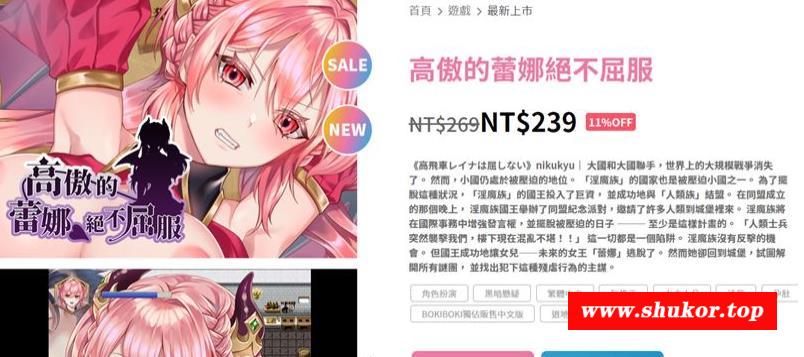 首頁 > 遊戲 > 最新上市
SALE
NEW
高傲的
蕾娜 絕不屈服
高傲的蕾娜絕不屈服
NT$269NT$239 11%OFF
《高飛車レイナは屈しない》nikukyu｜ 大國和大國聯手，世界上的大規模戰爭消失
了。 然而，小國仍處於被壓迫的地位。 「淫魔族」的國家也是被壓迫小國之一。 為了擺
脫這種狀況，「淫魔族」的國王投入了巨資， 並成功地與「人類族」結盟。 在同盟成立
的那個晚上， 淫魔族國王舉辦了同盟紀念派對，邀請了許多人類到城堡裡來。 淫魔族將
在國際事務中增強發言權，並擺脫被壓迫的日子 ——— 至少是這樣計畫的。 「人類士兵
突然襲擊我們，樓下現在混亂不堪！！」 這一切都是一個陷阱。 淫魔族沒有反擊的機
會。 但國王成功地讓女兒——未來的女王「蕾娜」逃脫了。 然而她卻回到城堡，試圖解
開所有謎團， 並找出犯下這種殘虐行為的主謀。
角色扮演 黑暗懸疑 繁體中文
BOKIBOKI獨佔販售中文版
www.shukor.top